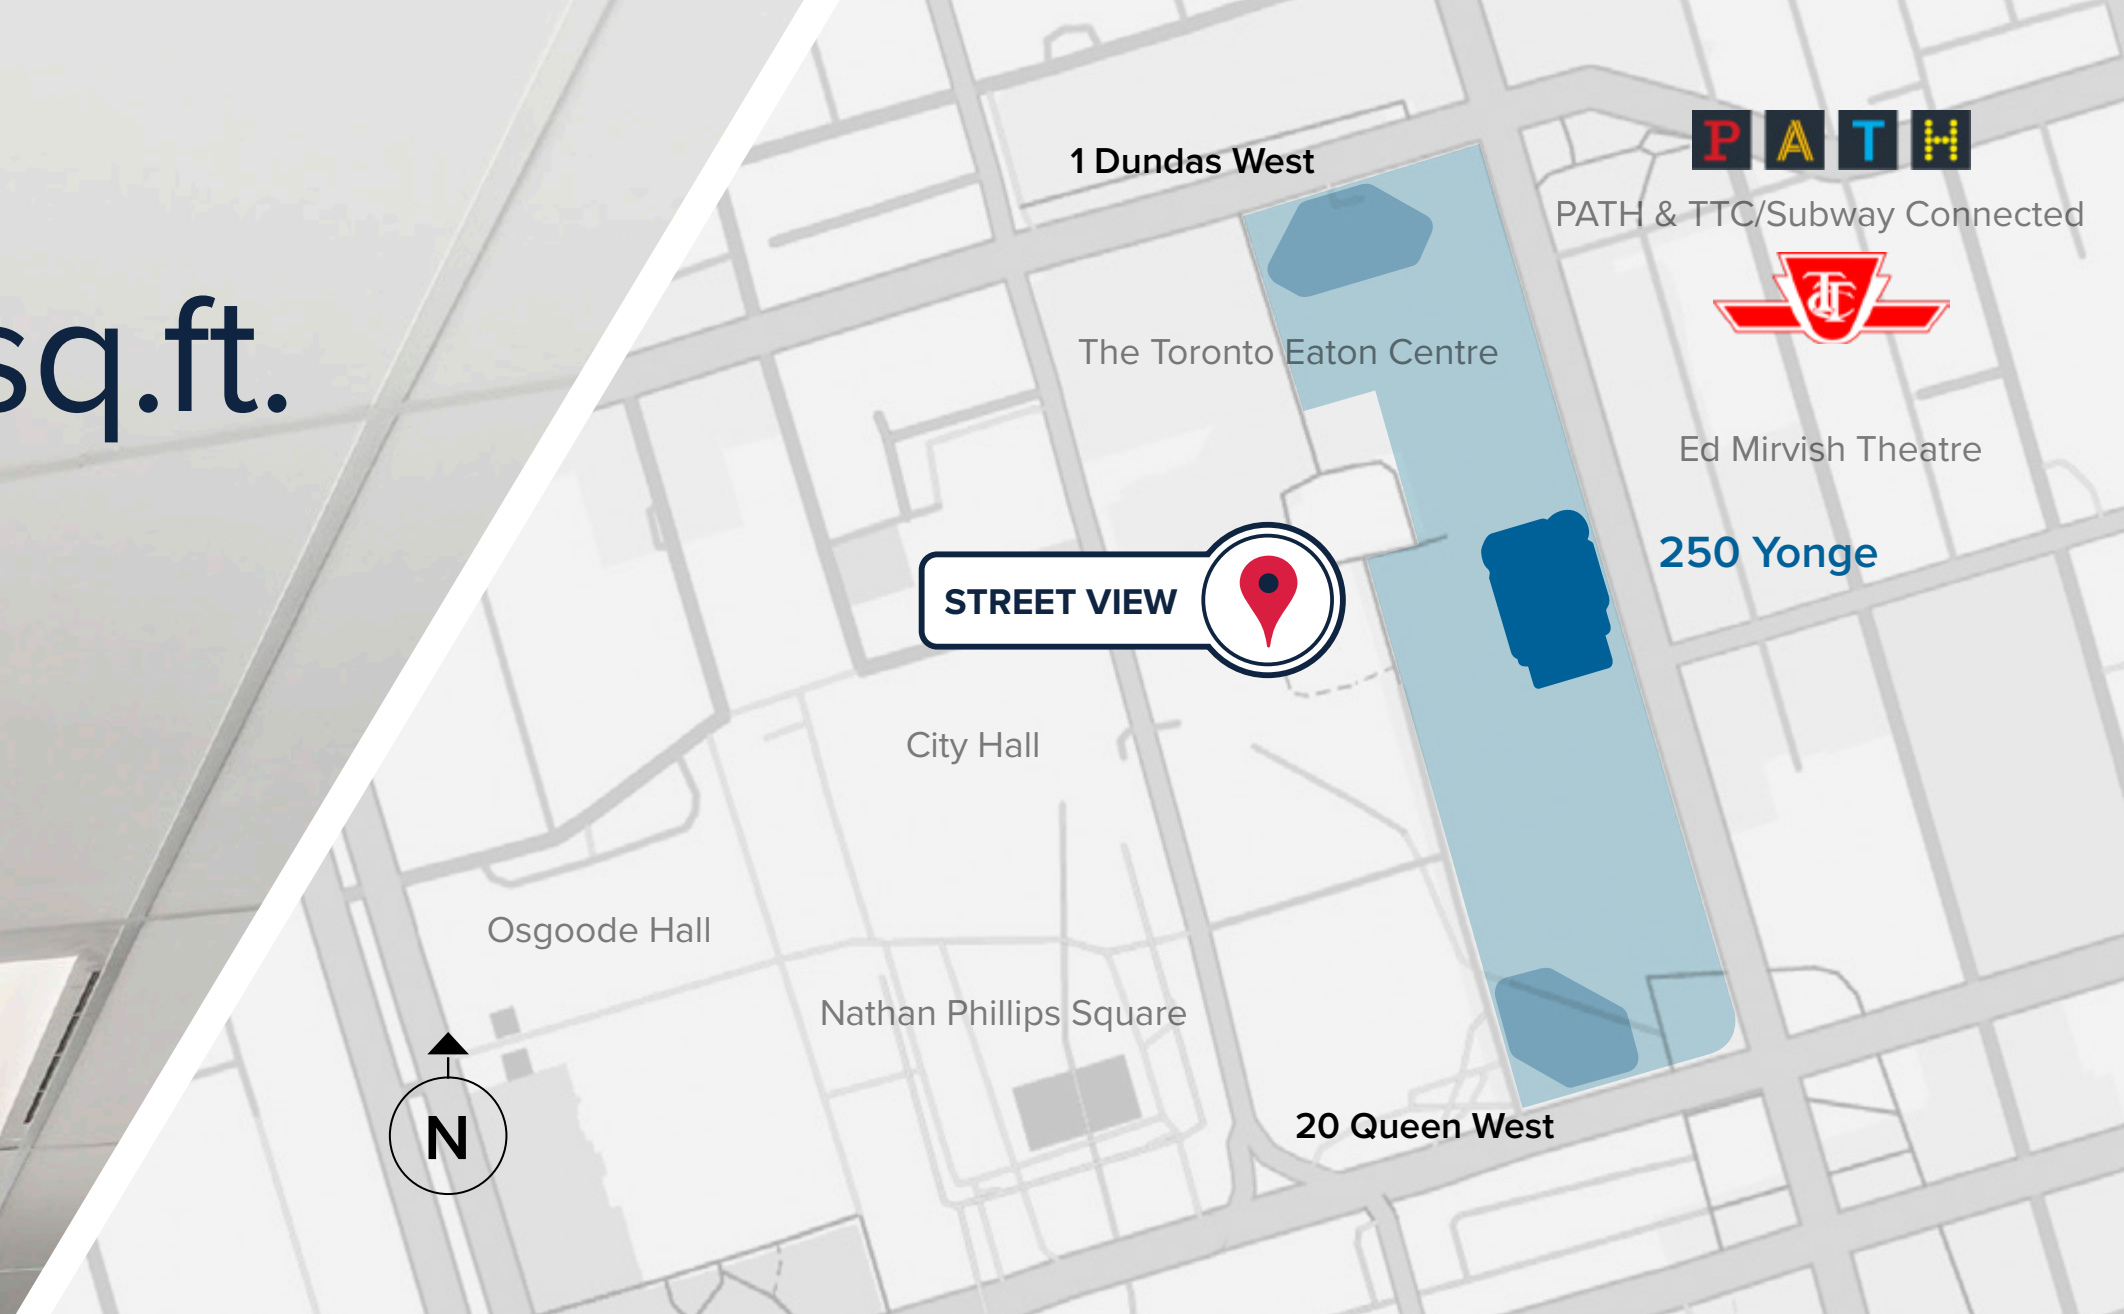 sq.ft.
1 Dundas West
PATH
PATH & TTC/Subway Connected
TTC
The Toronto Eaton Centre
Ed Mirvish Theatre
250 Yonge
STREET VIEW
City Hall
Osgoode Hall
Nathan Phillips Square
20 Queen West
N